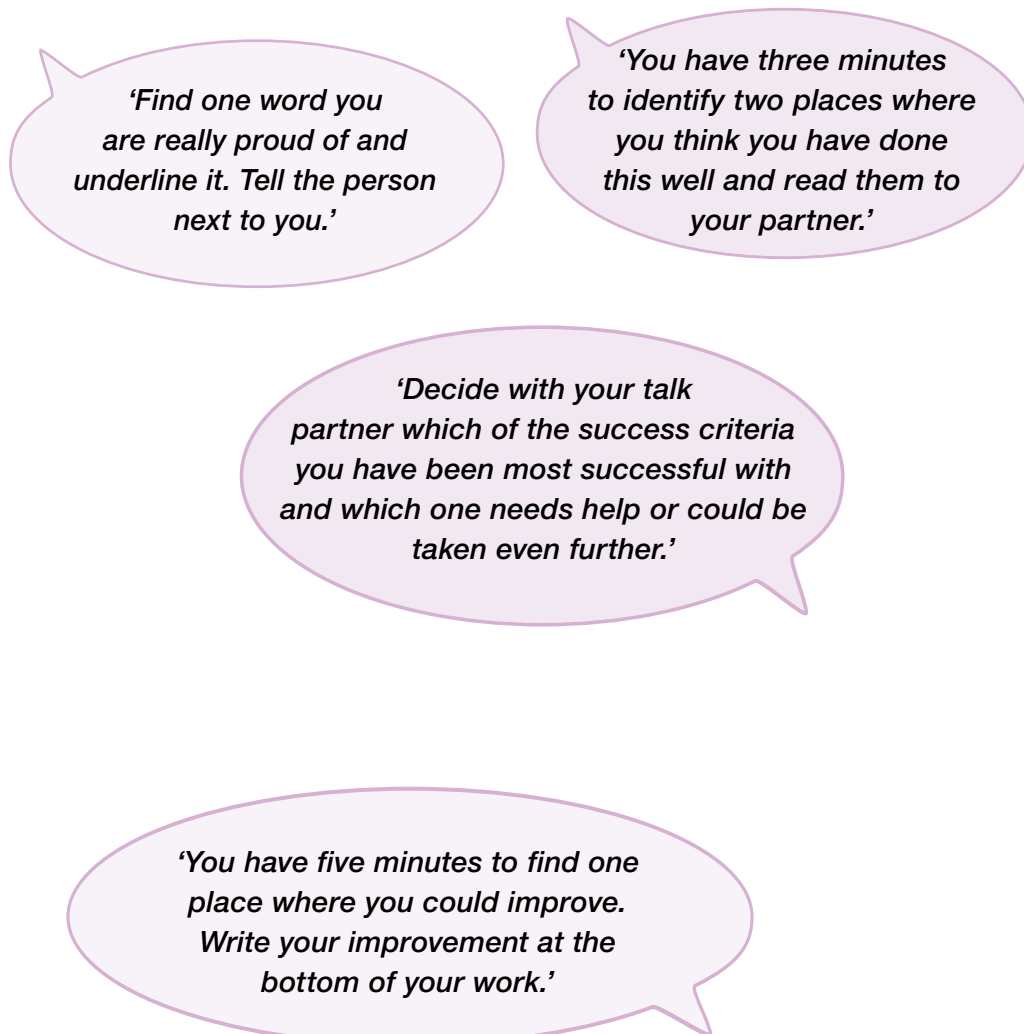 ‘Find one word you
are really proud of and
underline it. Tell the person
next to you.’
‘You have three minutes
to identify two places where
you think you have done
this well and read them to
your partner.’
‘Decide with your talk
partner which of the success criteria
you have been most successful with
and which one needs help or could be
taken even further.’
‘You have five minutes to find one
place where you could improve.
Write your improvement at the
bottom of your work.’